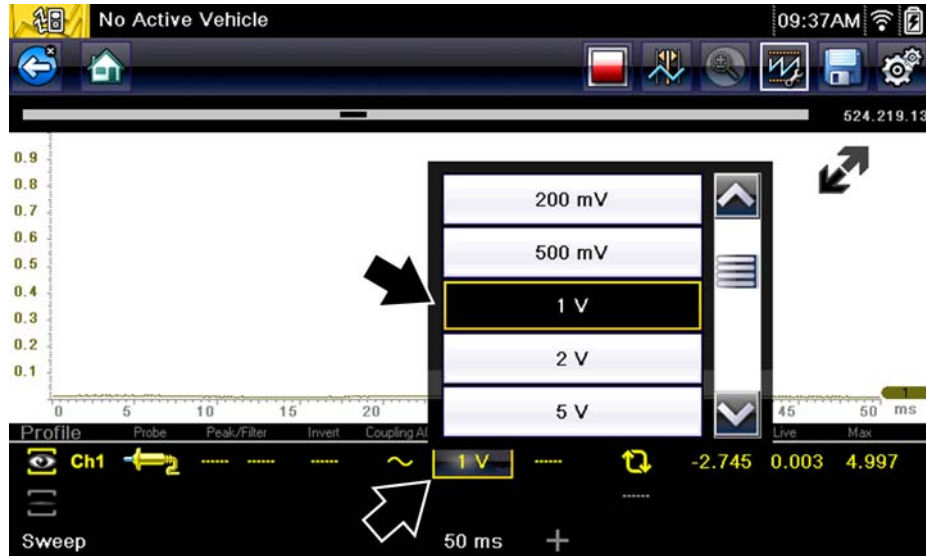 No Active Vehicle 09:37AM
524.219.13
0.9
0.8
0.7
0.6
0.5
0.4
0.3
0.2
0.1
200 mV
500 mV
1 V
2 V
5 V
0 5 10 15 20 45 50 ms
1
Profile Probe Peak/Filter Invert Coupling AC Live Max
Ch1 1 V -2.745 0.003 4.997
Sweep 50 ms